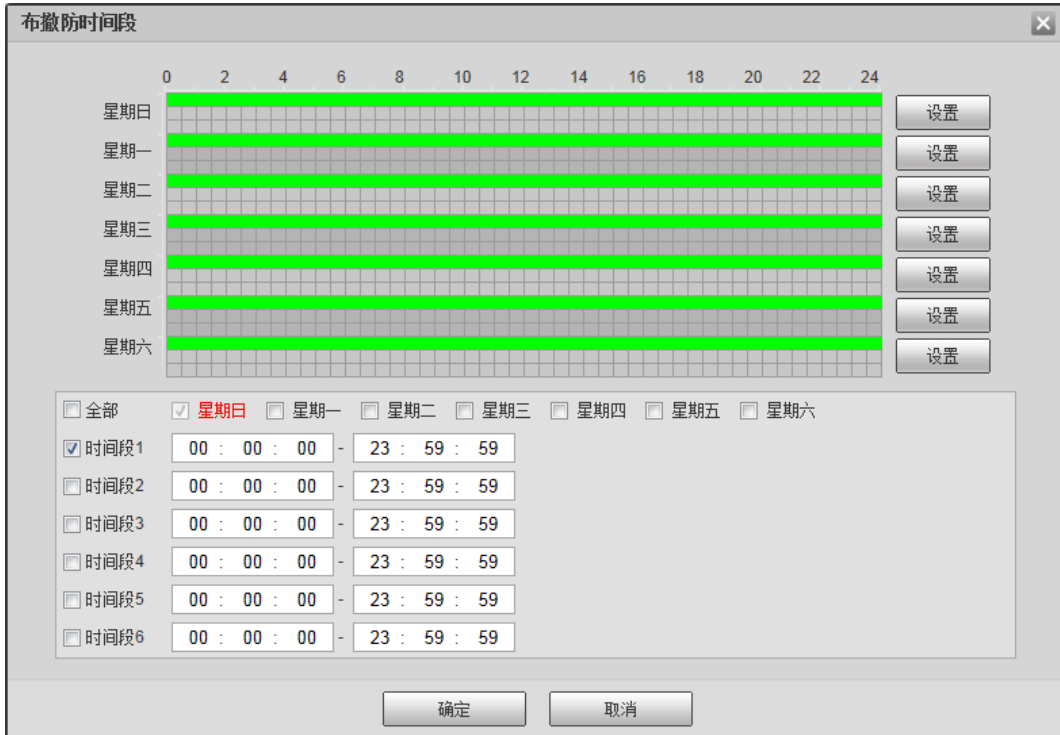 布撤防时间段
0 2 4 6 8 10 12 14 16 18 20 22 24
星期日 设置
星期一 设置
星期二 设置
星期三 设置
星期四 设置
星期五 设置
星期六 设置
全部 星期日 星期一 星期二 星期三 星期四 星期五 星期六
时间段1 00 : 00 : 00 - 23 : 59 : 59
时间段2 00 : 00 : 00 - 23 : 59 : 59
时间段3 00 : 00 : 00 - 23 : 59 : 59
时间段4 00 : 00 : 00 - 23 : 59 : 59
时间段5 00 : 00 : 00 - 23 : 59 : 59
时间段6 00 : 00 : 00 - 23 : 59 : 59
确定 取消